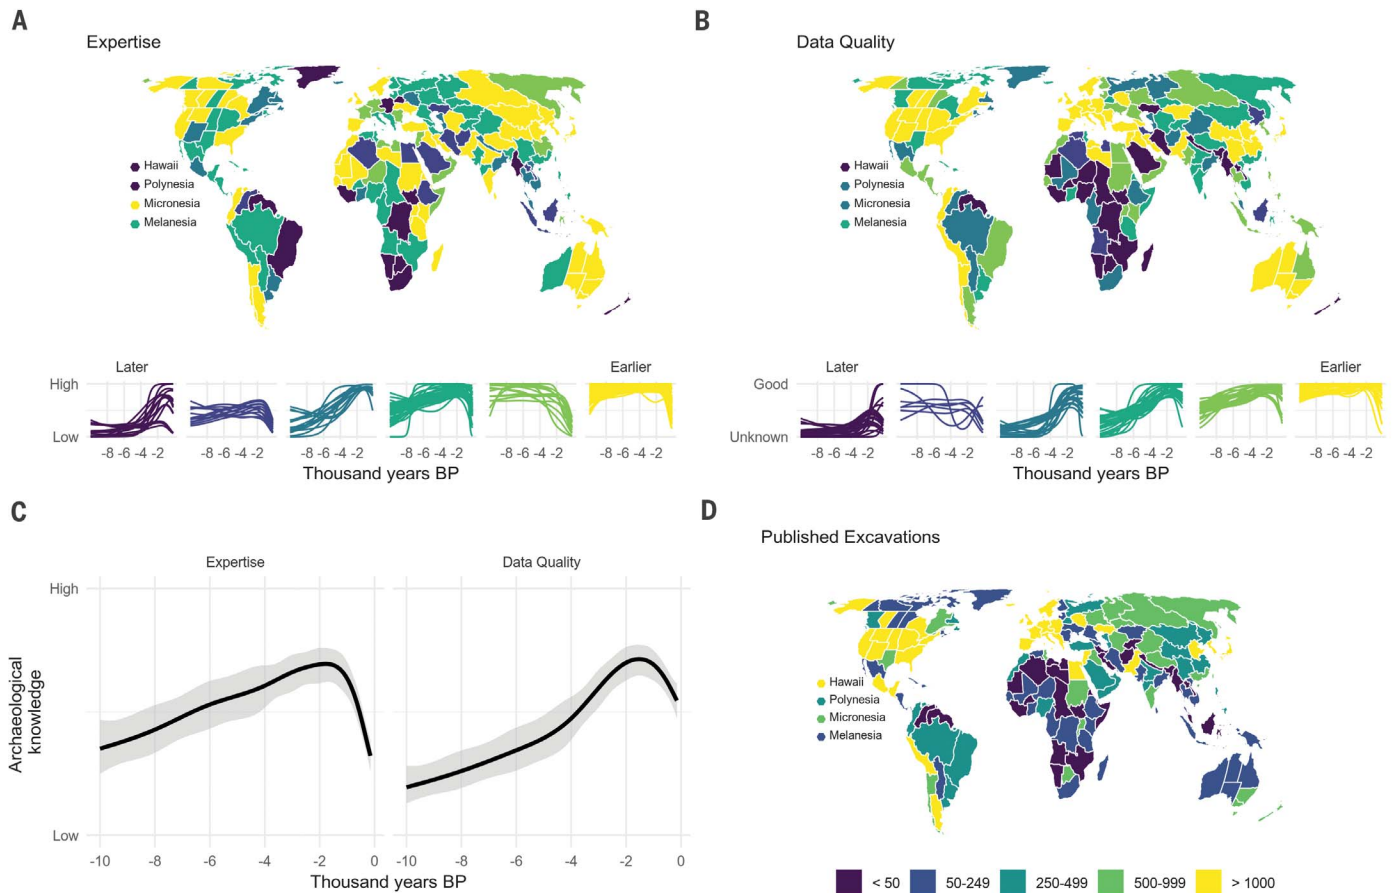 A
Expertise
Hawaii
Polynesia
Micronesia
Melanesia
Later
Earlier
High
Low
-8 -6 -4 -2 -8 -6 -4 -2 -8 -6 -4 -2 -8 -6 -4 -2 -8 -6 -4 -2 -8 -6 -4 -2
Thousand years BP
B
Data Quality
Hawaii
Polynesia
Micronesia
Melanesia
Later
Earlier
Good
Unknown
-8 -6 -4 -2 -8 -6 -4 -2 -8 -6 -4 -2 -8 -6 -4 -2 -8 -6 -4 -2 -8 -6 -4 -2
Thousand years BP
C
Expertise
Data Quality
High
Archaeological
knowledge
Low
-10 -8 -6 -4 -2 0 -10 -8 -6 -4 -2 0
Thousand years BP
D
Published Excavations
Hawaii
Polynesia
Micronesia
Melanesia
< 50 50-249 250-499 500-999 > 1000